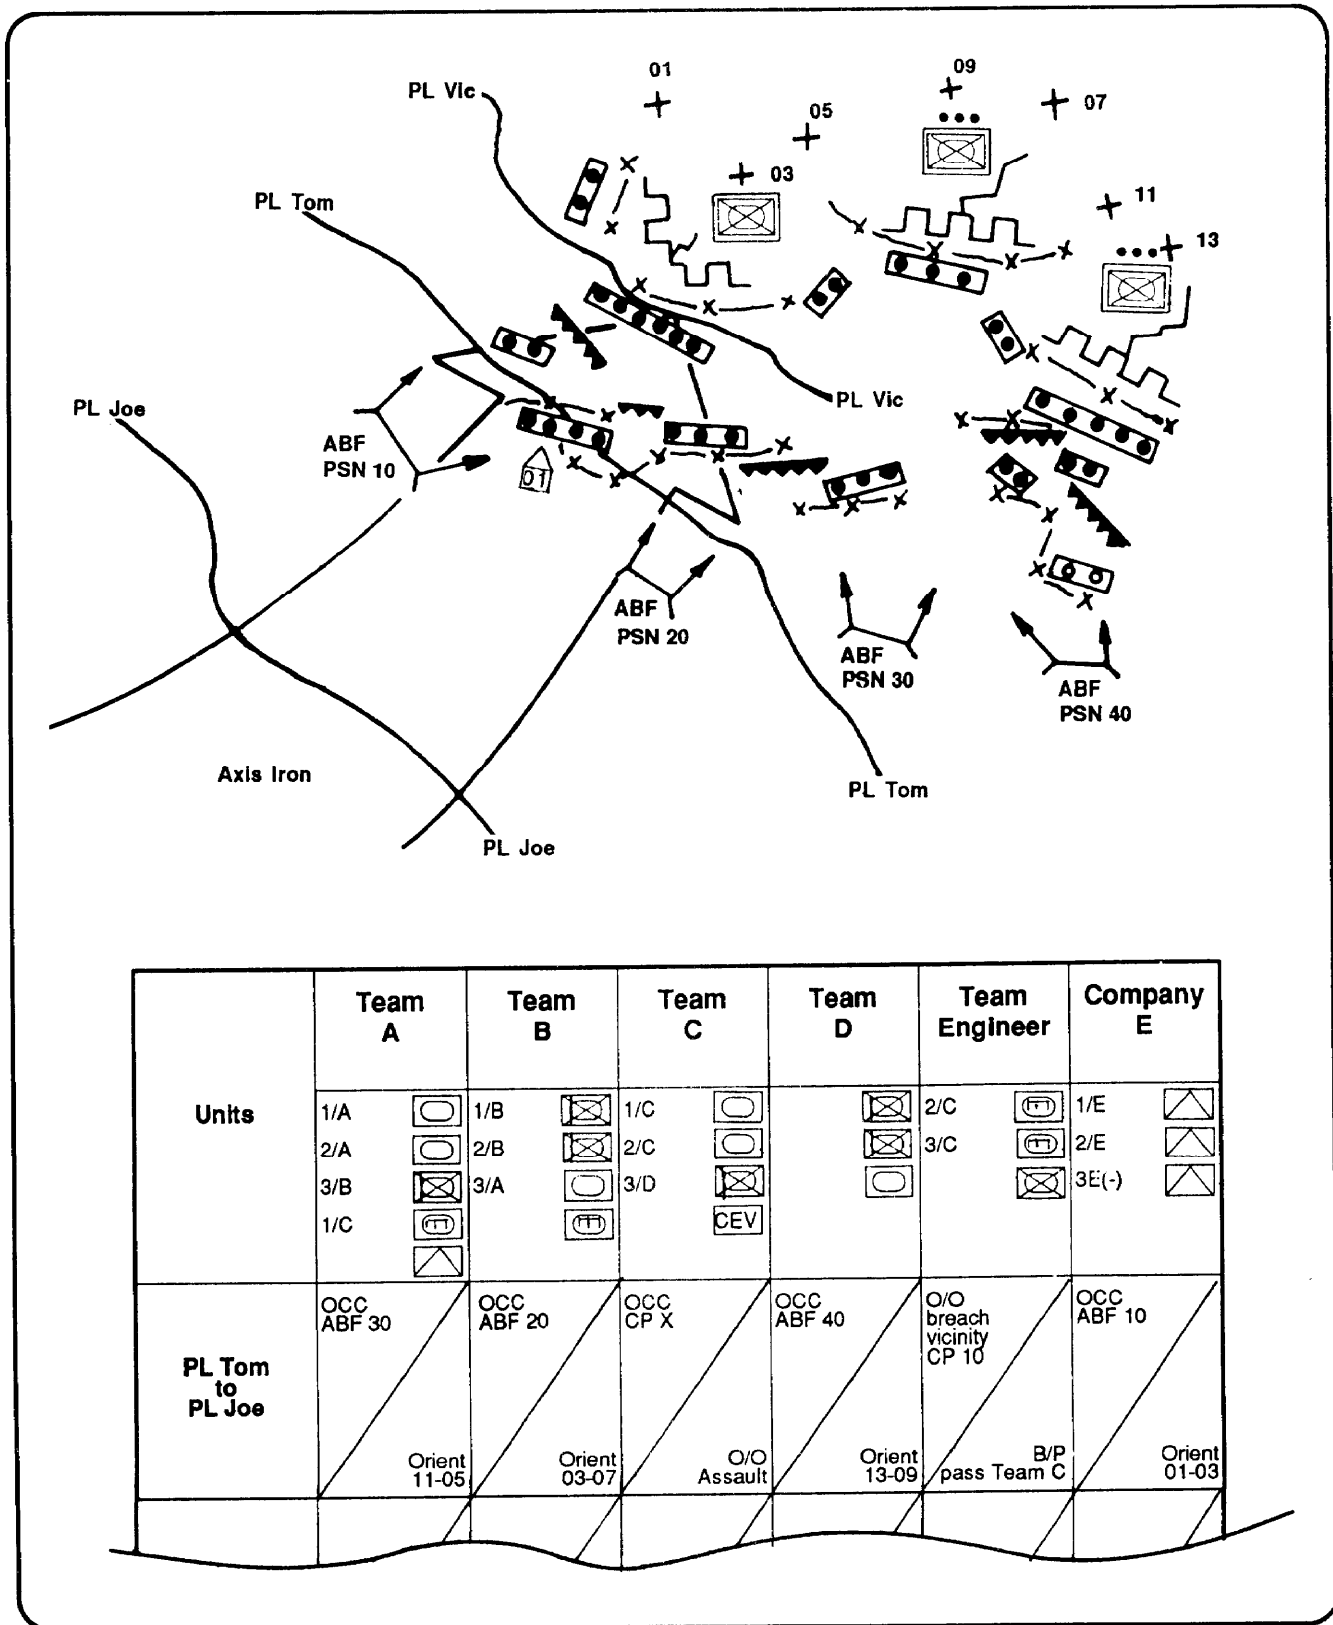 01
09
PL Vic
05
07
03
PL Tom
11
13
PL Joe
PL Vic
ABF
PSN 10
01
ABF
PSN 20
ABF
PSN 30
ABF
PSN 40
Axis Iron
PL Tom
PL Joe
Team
A
Team
B
Team
C
Team
D
Team
Engineer
Company
E
Units
1/A
2/A
3/B
1/C
1/B
2/B
3/A
1/C
2/C
3/D
CEV
2/C
3/C
1/E
2/E
3E(-)
PL Tom
to
PL Joe
OCC
ABF 30
Orient
11-05
OCC
ABF 20
Orient
03-07
OCC
CP X
O/O
Assault
OCC
ABF 40
Orient
13-09
O/O
breach
vicinity
CP 10
B/P
pass Team C
OCC
ABF 10
Orient
01-03